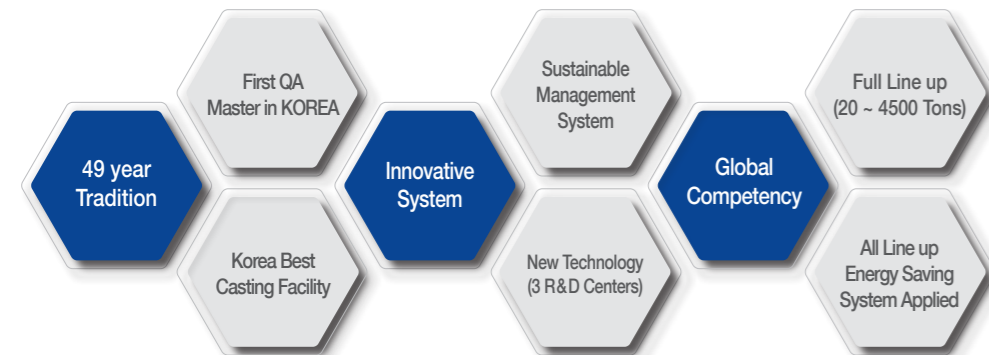 49 year
Tradition
First QA
Master in KOREA
Korea Best
Casting Facility
Innovative
System
Sustainable
Management
System
New Technology
(3 R&D Centers)
Global
Competency
Full Line up
(20 ~ 4500 Tons)
All Line up
Energy Saving
System Applied